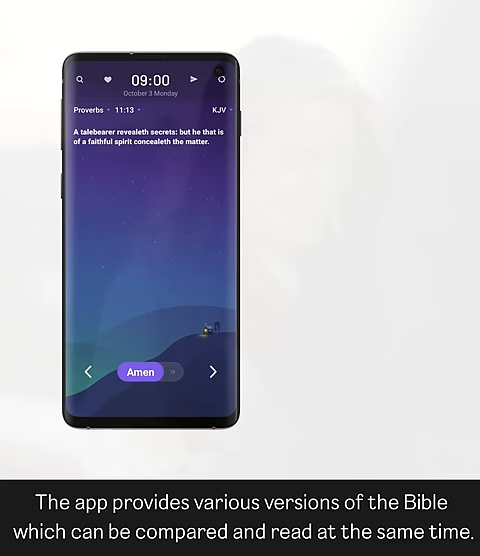 09:00
October 3 Monday
Proverbs 11:13 KJV
A talebearer revealeth secrets: but he that is
of a faithful spirit concealeth the matter.
Amen
The app provides various versions of the Bible
which can be compared and read at the same time.